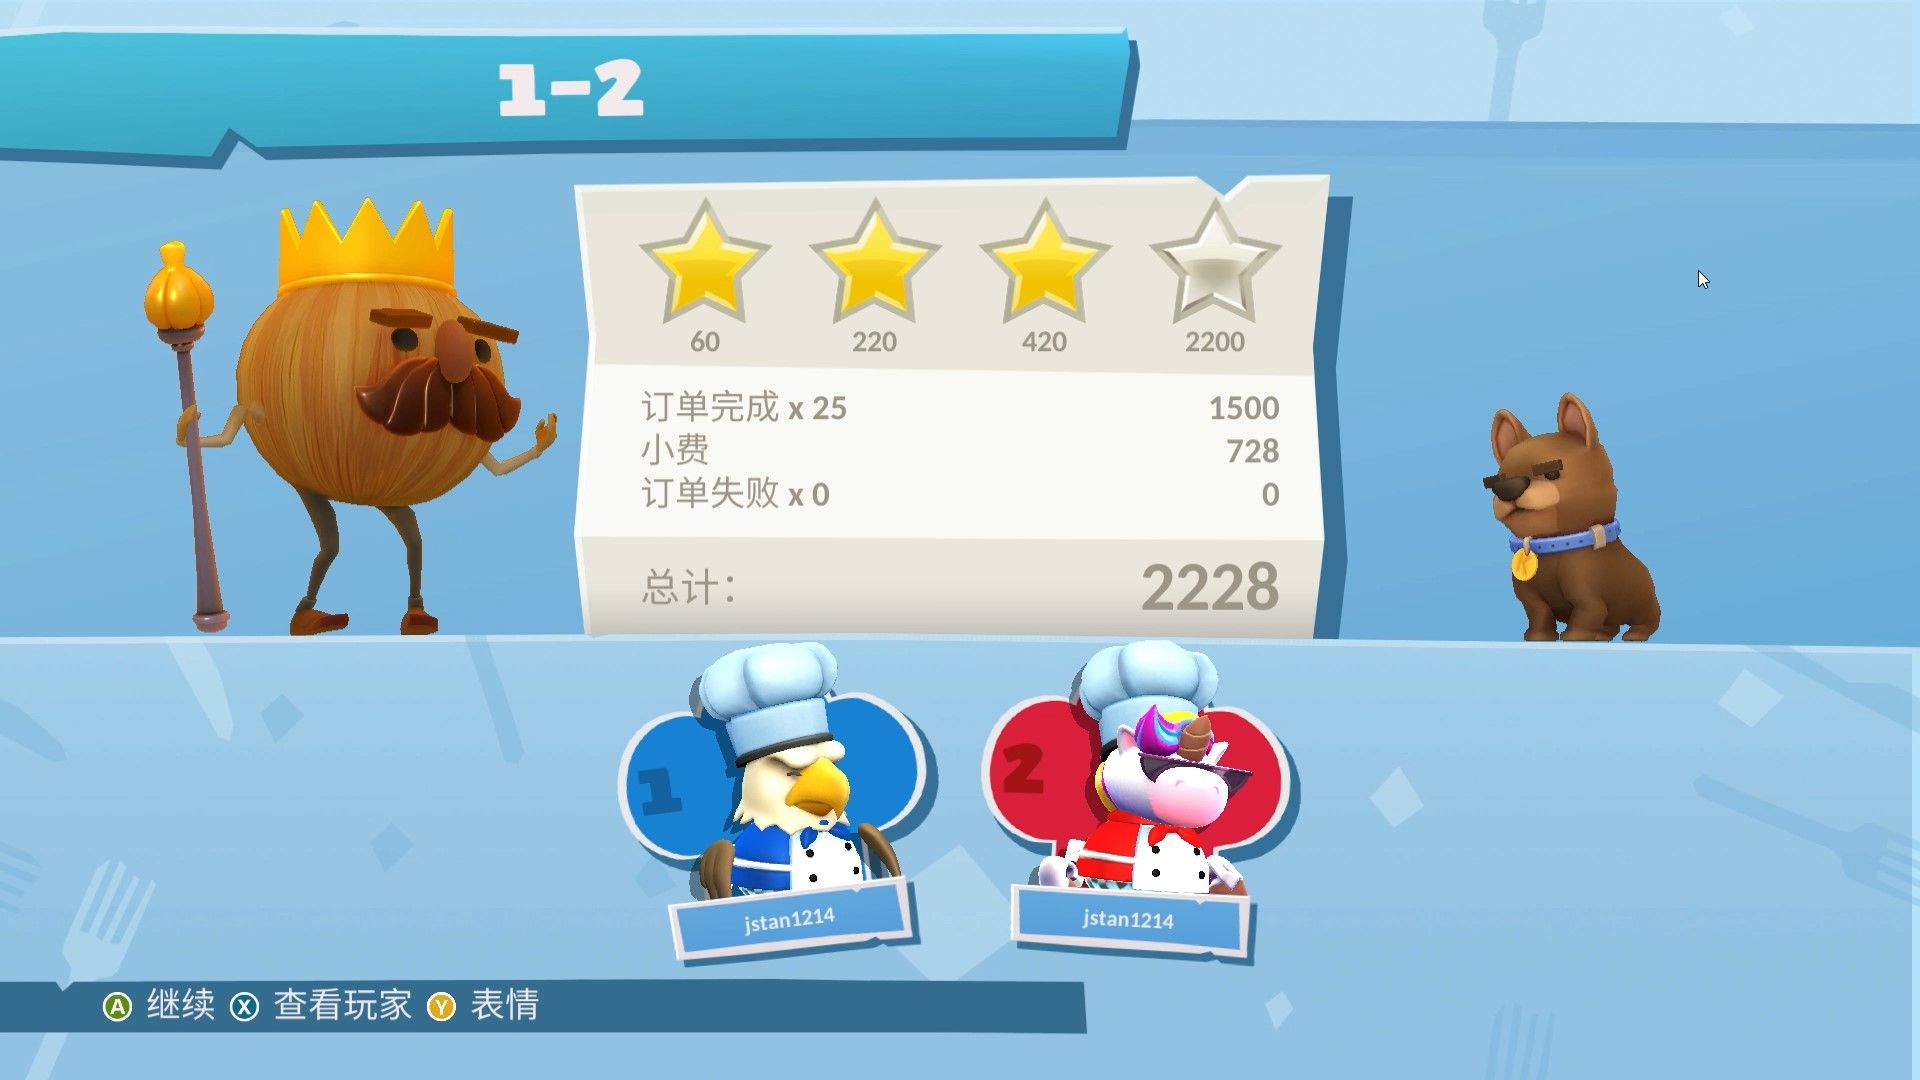 1-2
60 220 420 2200
订单完成 x 25 1500
小费 728
订单失败 x 0 0
总计: 2228
1 2
jstan1214 jstan1214
A 继续 X 查看玩家 Y 表情